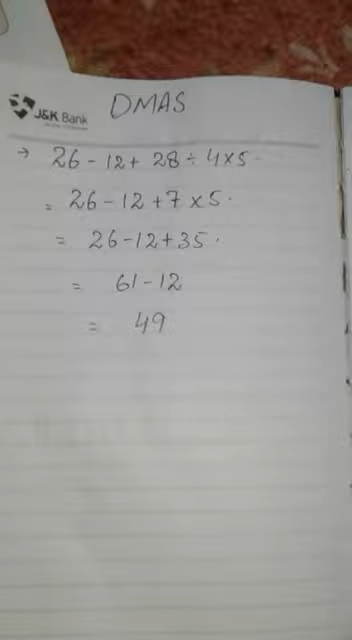 J&K Bank
DMAS
→ 26 - 12 + 28 ÷ 4 × 5.
= 26 - 12 + 7 × 5.
= 26 - 12 + 35.
= 61 - 12
= 49